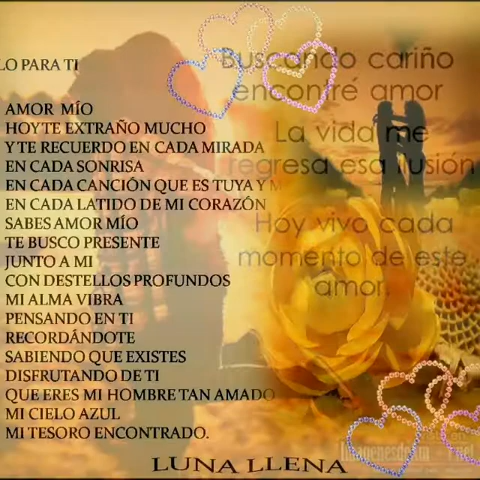 LO PARA TI
AMOR MÍO
HOY TE EXTRAÑO MUCHO
Y TE RECUERDO EN CADA MIRADA
EN CADA SONRISA
EN CADA CANCIÓN QUE ES TUYA Y M
EN CADA LATIDO DE MI CORAZÓN
SABES AMOR MÍO
TE BUSCO PRESENTE
JUNTO A MI
CON DESTELLOS PROFUNDOS
MI ALMA VIBRA
PENSANDO EN TI
RECORDÁNDOTE
SABIENDO QUE EXISTES
DISFRUTANDO DE TI
QUE ERES MI HOMBRE TAN AMADO
MI CIELO AZUL
MI TESORO ENCONTRADO.
LUNA LLENA
Buscando cariño
encontré amor
La vida me
regresa esa ilusión
Hoy vivo cada
momento de este
amor.